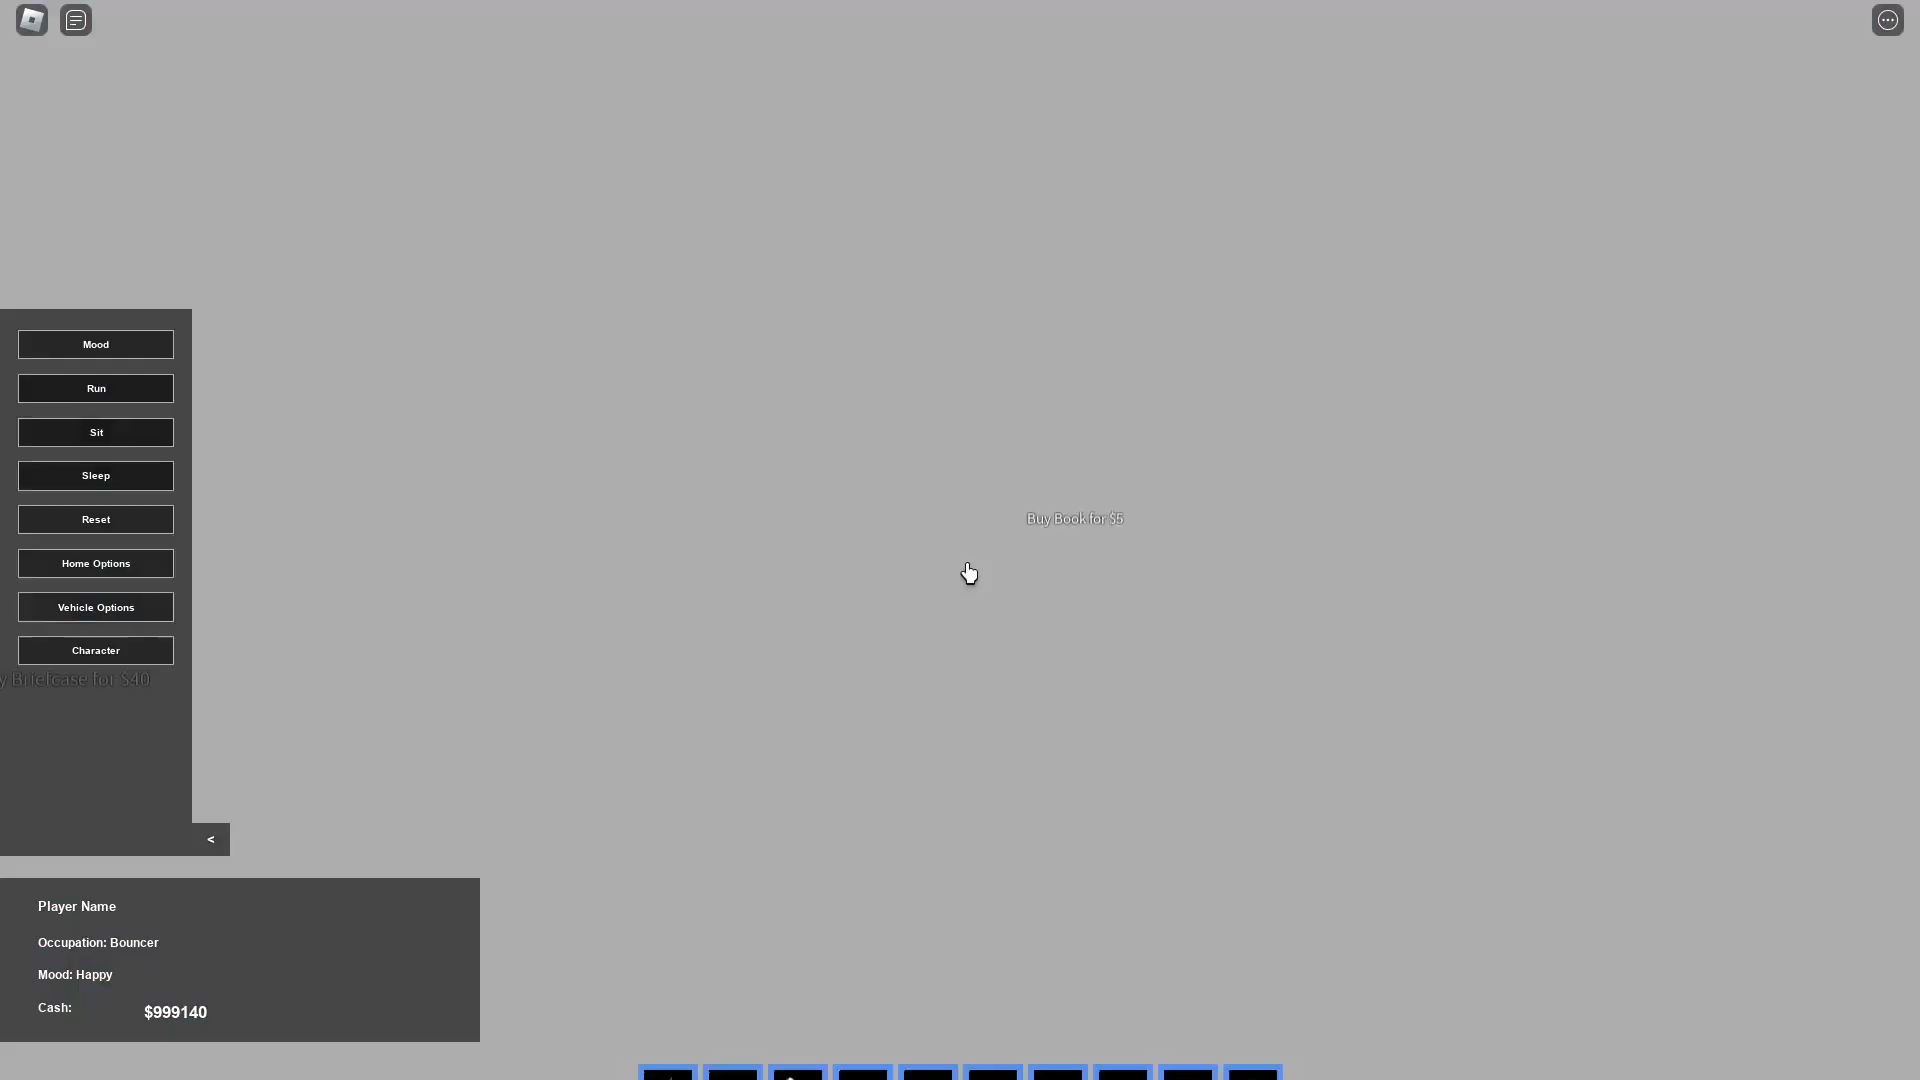 Mood
Run
Sit
Sleep
Reset
Home Options
Vehicle Options
Character
Briefcase for $40
<
Buy Book for $5
Player Name
Occupation: Bouncer
Mood: Happy
Cash: $999140